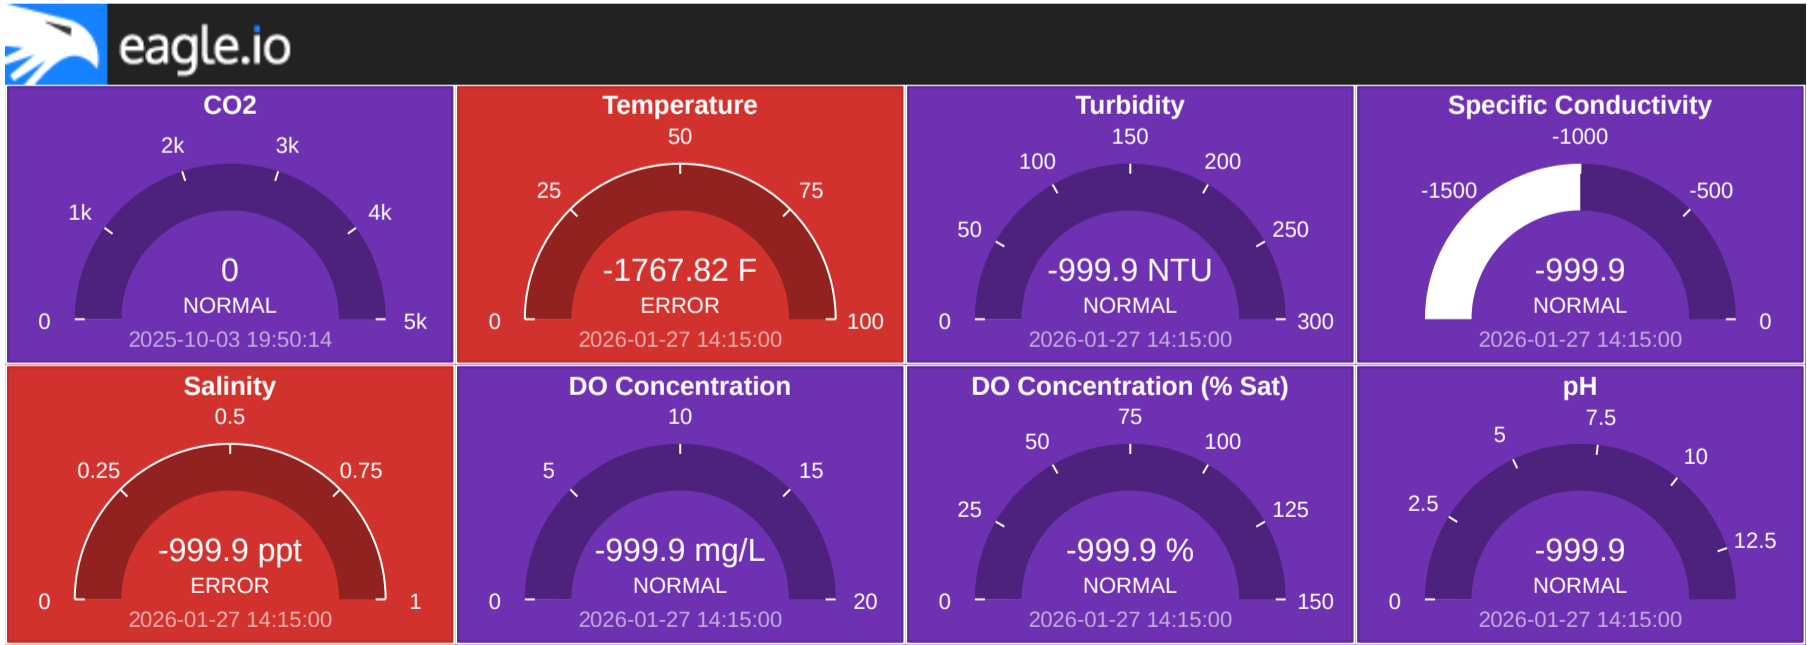 eagle.io
CO2
2k
3k
1k
4k
0
NORMAL
0
5k
2025-10-03 19:50:14
Temperature
50
25
75
-1767.82 F
ERROR
0
100
2026-01-27 14:15:00
Turbidity
150
100
200
50
250
-999.9 NTU
NORMAL
0
300
2026-01-27 14:15:00
Specific Conductivity
-1000
-1500
-500
-999.9
NORMAL
0
2026-01-27 14:15:00
Salinity
0.5
0.25
0.75
-999.9 ppt
ERROR
0
1
2026-01-27 14:15:00
DO Concentration
10
5
15
-999.9 mg/L
NORMAL
0
20
2026-01-27 14:15:00
DO Concentration (% Sat)
75
50
100
25
125
-999.9 %
NORMAL
0
150
2026-01-27 14:15:00
pH
7.5
5
10
2.5
12.5
-999.9
NORMAL
0
2026-01-27 14:15:00